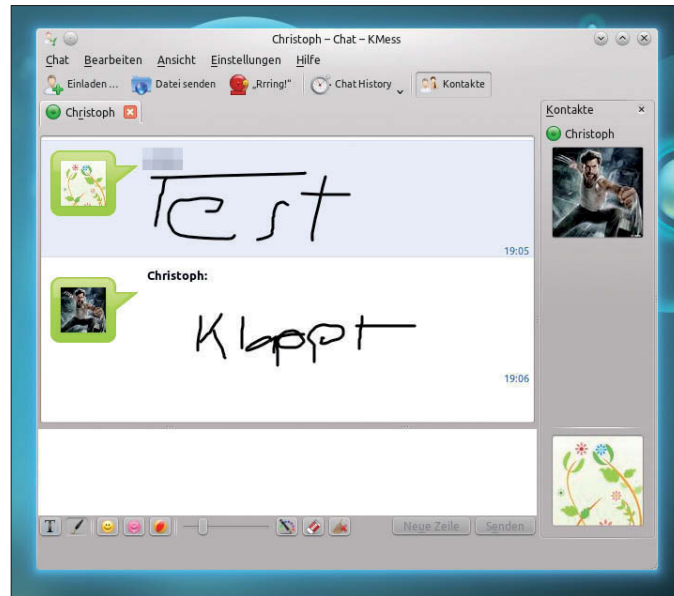 Christoph – Chat – KMess
Chat Bearbeiten Ansicht Einstellungen Hilfe
Einladen ... Datei senden „Rrring!“ Chat History Kontakte
Christoph
Kontakte
Christoph
Test
19:05
Christoph:
Klappt
19:06
T
Neue Zeile Senden